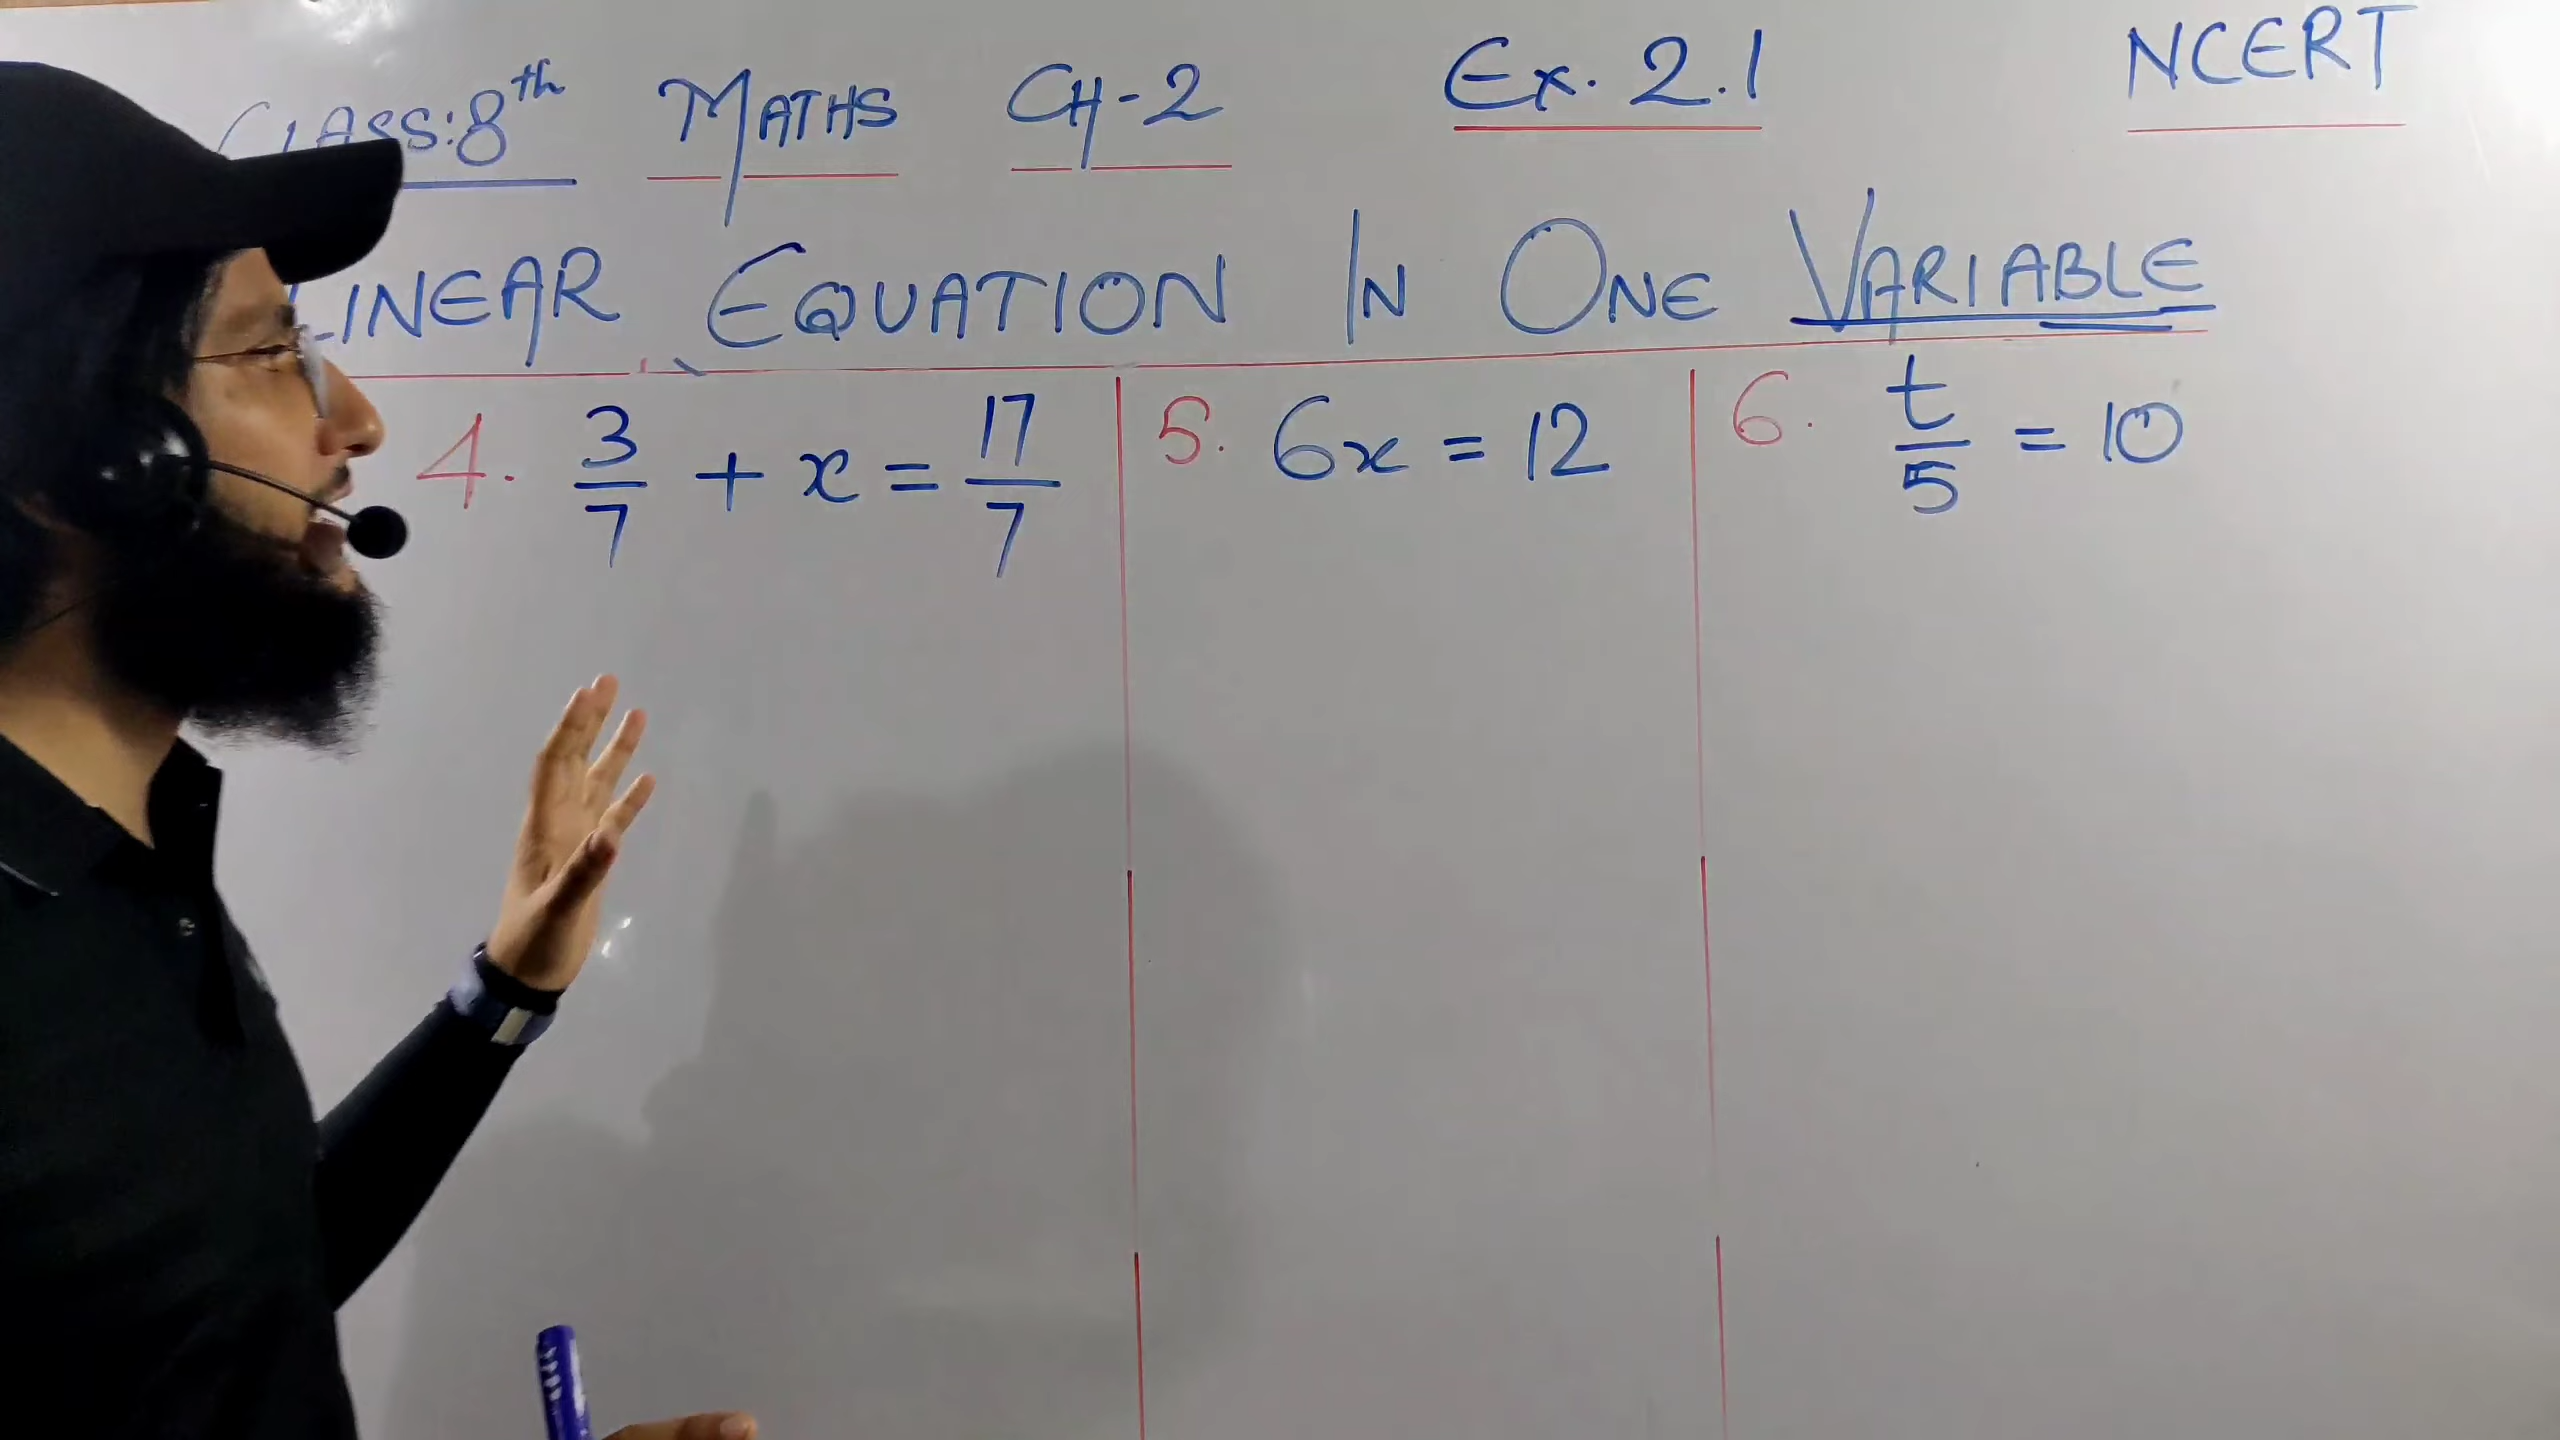 CLASS:8th MATHS CH-2 Ex. 2.1 NCERT
LINEAR EQUATION IN ONE VARIABLE
4. 3/7 + x = 17/7
5. 6x = 12
6. t/5 = 10